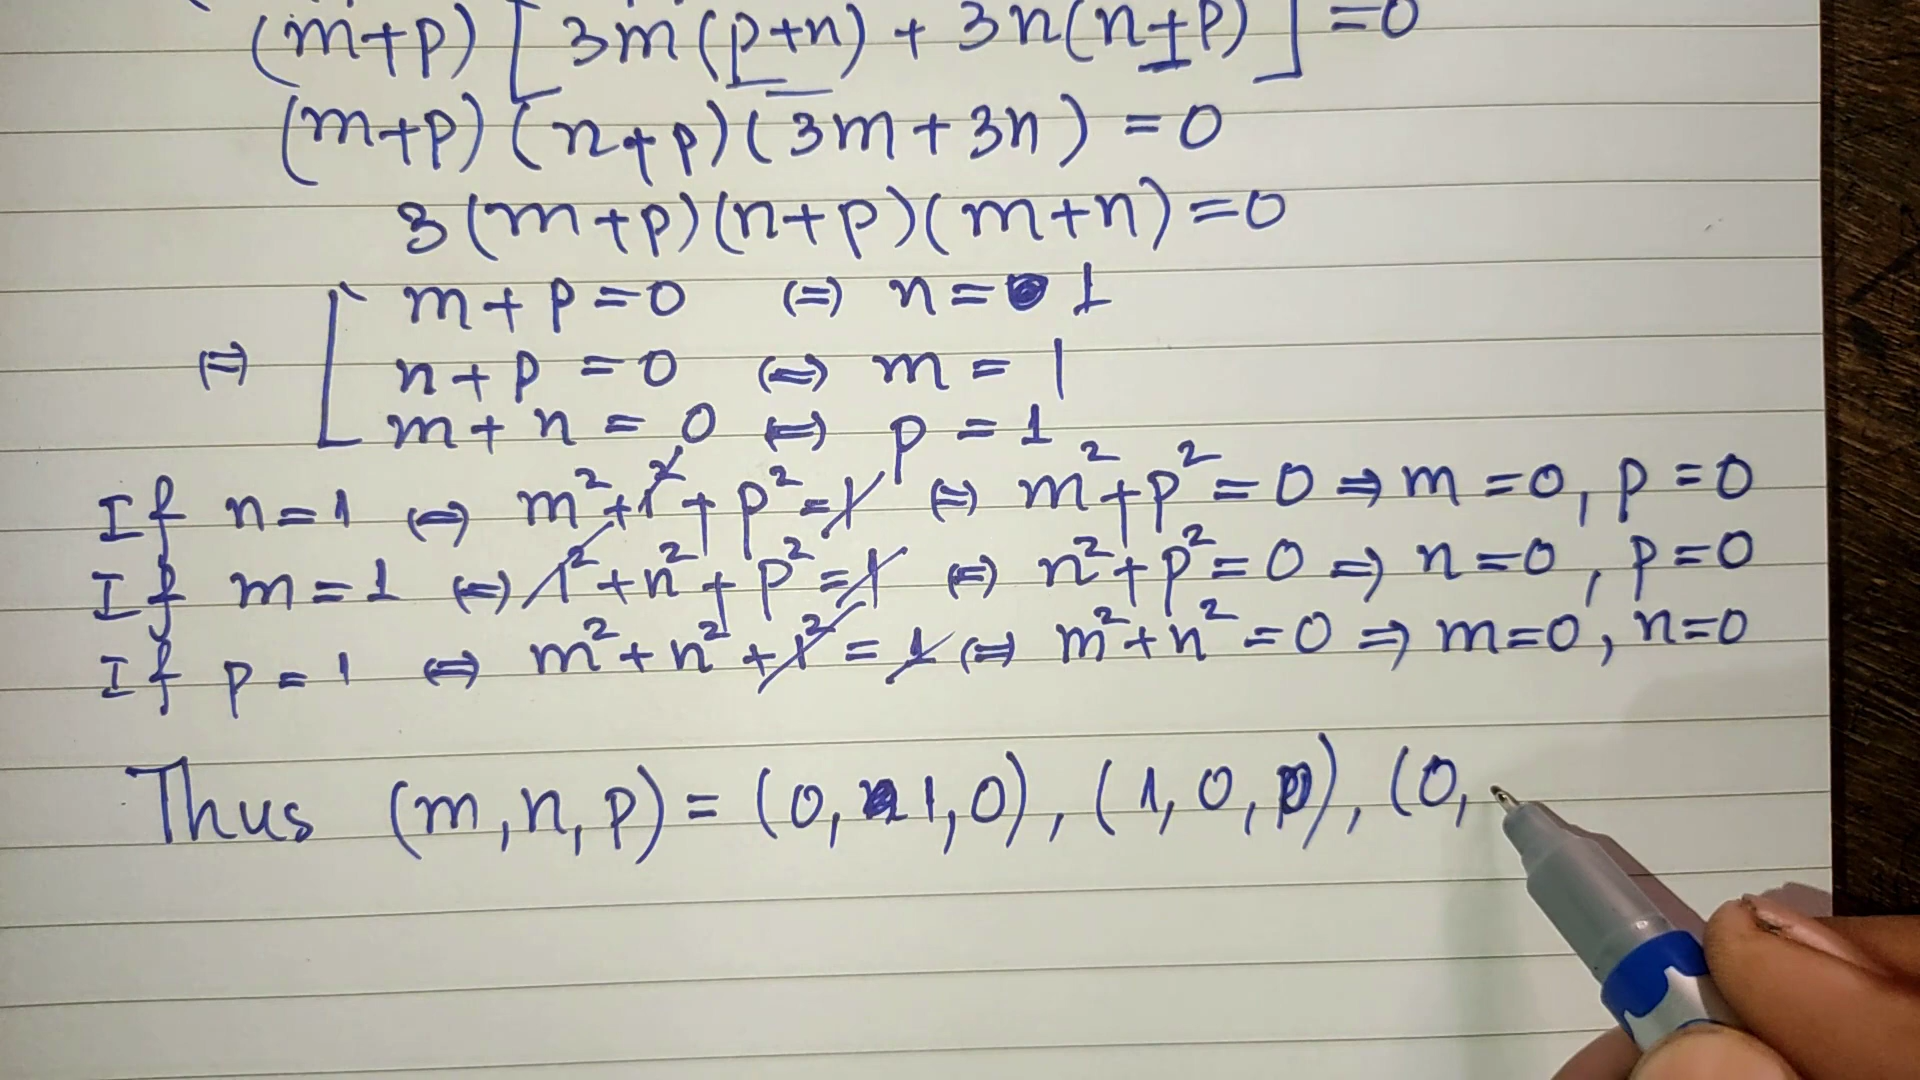 (m+p) [3m(p+n) + 3n(n+p)] =0
(m+p) (n+p) (3m+3n) =0
3(m+p)(n+p)(m+n)=0
m+p=0 ⇔ n= 1
⇔ [ n+p =0 ⇔ m = 1
m+n = 0 ⇔ p = 1
If n=1 ⇔ m²+1²+p²=1 ⇔ m²+p²=0 ⇒ m=0, p=0
If m=1 ⇔ 1²+n²+p²=1 ⇔ n²+p²=0 ⇒ n=0, p=0
If p=1 ⇔ m²+n²+1²=1 ⇔ m²+n²=0 ⇒ m=0, n=0
Thus (m,n,p) = (0, 1,0), (1,0,0), (0,